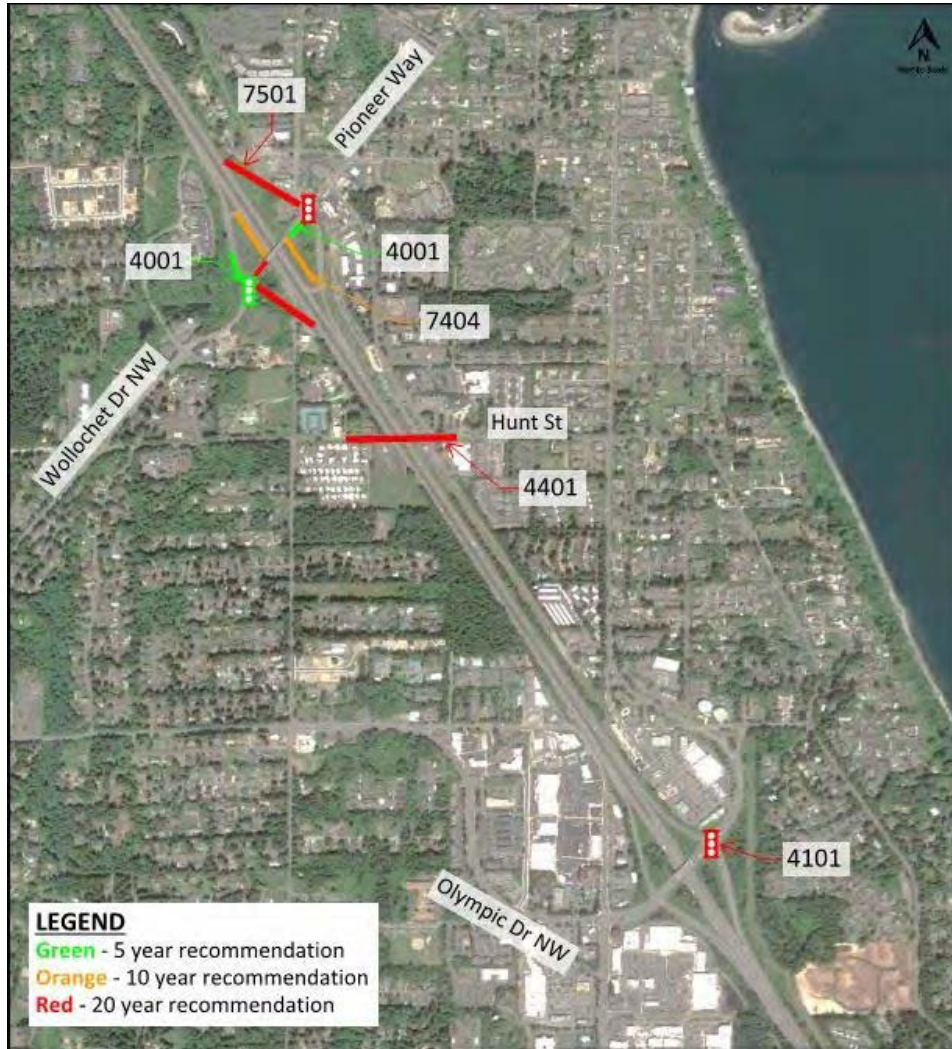 N
Pioneer Way
7501
4001
4001
7404
Wollochet Dr NW
Hunt St
4401
4101
Olympic Dr NW
LEGEND
Green - 5 year recommendation
Orange - 10 year recommendation
Red - 20 year recommendation